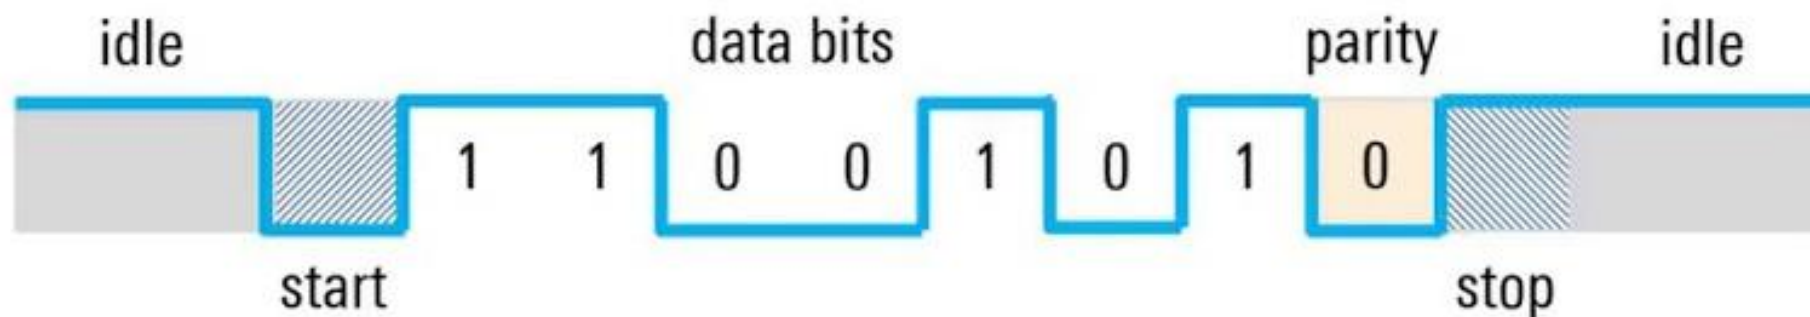 idle data bits parity idle
1 1 0 0 1 0 1 0
start stop